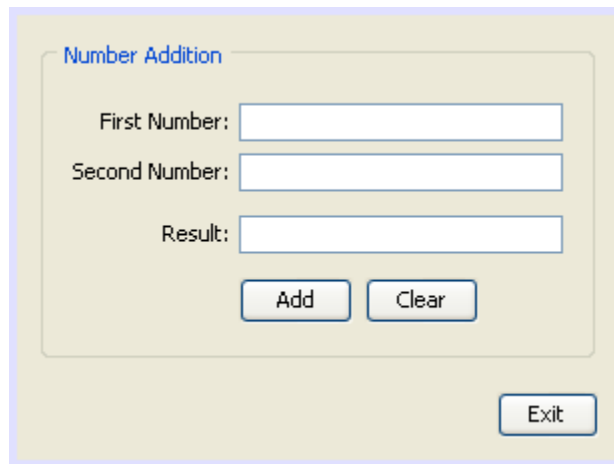 Number Addition
First Number:
Second Number:
Result:
Add Clear
Exit